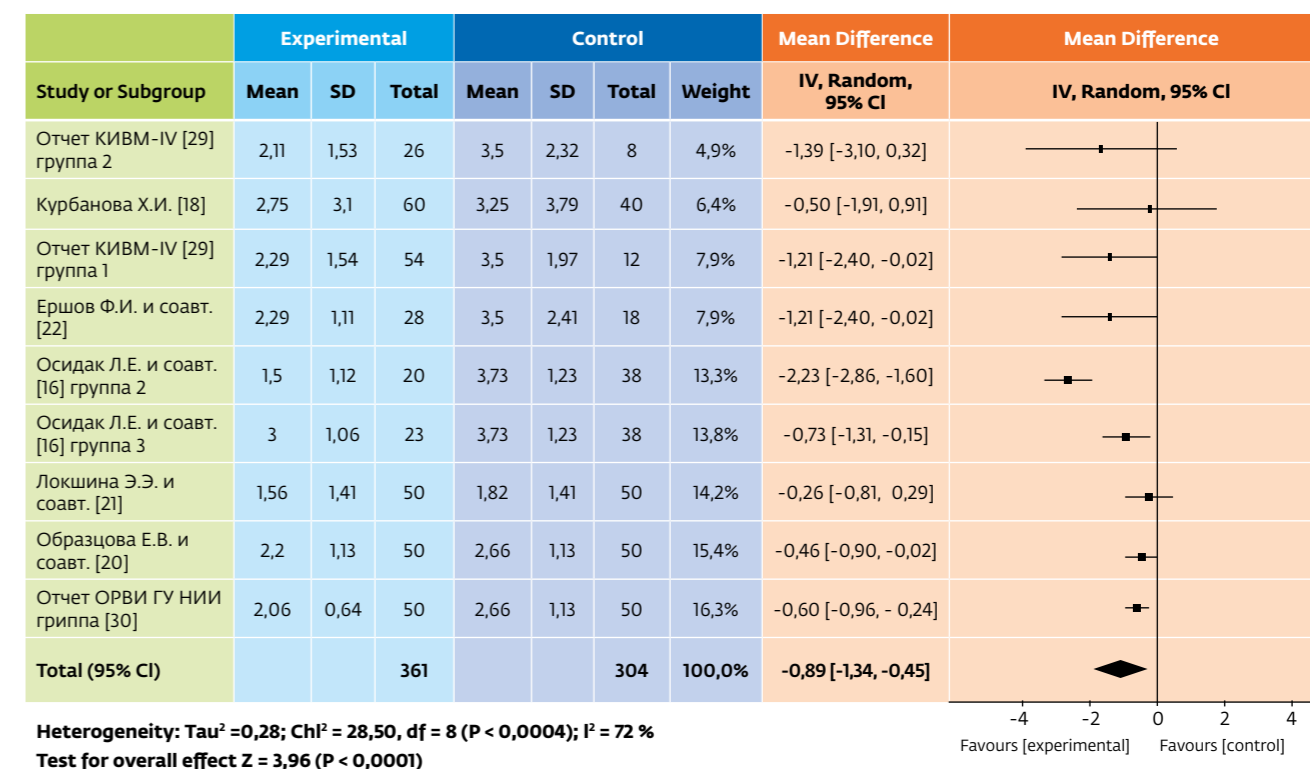 Experimental Control Mean Difference Mean Difference
Study or Subgroup Mean SD Total Mean SD Total Weight IV, Random, 95% Cl IV, Random, 95% Cl
Отчет КИВМ-IV [29] группа 2 2,11 1,53 26 3,5 2,32 8 4,9% -1,39 [-3,10, 0,32]
Курбанова Х.И. [18] 2,75 3,1 60 3,25 3,79 40 6,4% -0,50 [-1,91, 0,91]
Отчет КИВМ-IV [29] группа 1 2,29 1,54 54 3,5 1,97 12 7,9% -1,21 [-2,40, -0,02]
Ершов Ф.И. и соавт. [22] 2,29 1,11 28 3,5 2,41 18 7,9% -1,21 [-2,40, -0,02]
Осидак Л.Е. и соавт. [16] группа 2 1,5 1,12 20 3,73 1,23 38 13,3% -2,23 [-2,86, -1,60]
Осидак Л.Е. и соавт. [16] группа 3 3 1,06 23 3,73 1,23 38 13,8% -0,73 [-1,31, -0,15]
Локшина Э.Э. и соавт. [21] 1,56 1,41 50 1,82 1,41 50 14,2% -0,26 [-0,81, 0,29]
Образцова Е.В. и соавт. [20] 2,2 1,13 50 2,66 1,13 50 15,4% -0,46 [-0,90, -0,02]
Отчет ОРВИ ГУ НИИ гриппа [30] 2,06 0,64 50 2,66 1,13 50 16,3% -0,60 [-0,96, - 0,24]
Total (95% Cl) 361 304 100,0% -0,89 [-1,34, -0,45]
-4 -2 0 2 4
Favours [experimental] Favours [control]
Heterogeneity: Tau² =0,28; Chl² = 28,50, df = 8 (P < 0,0004); l² = 72 %
Test for overall effect Z = 3,96 (P < 0,0001)